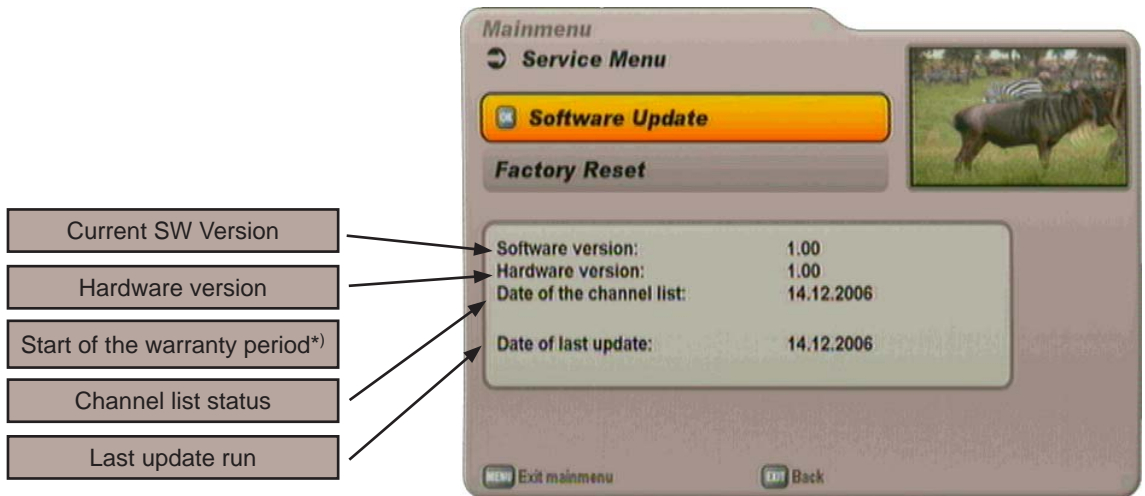 Mainmenu
Service Menu
OK Software Update
Factory Reset
Current SW Version
Hardware version
Start of the warranty period*)
Channel list status
Last update run
Software version: 1.00
Hardware version: 1.00
Date of the channel list: 14.12.2006
Date of last update: 14.12.2006
MENU Exit mainmenu EXIT Back